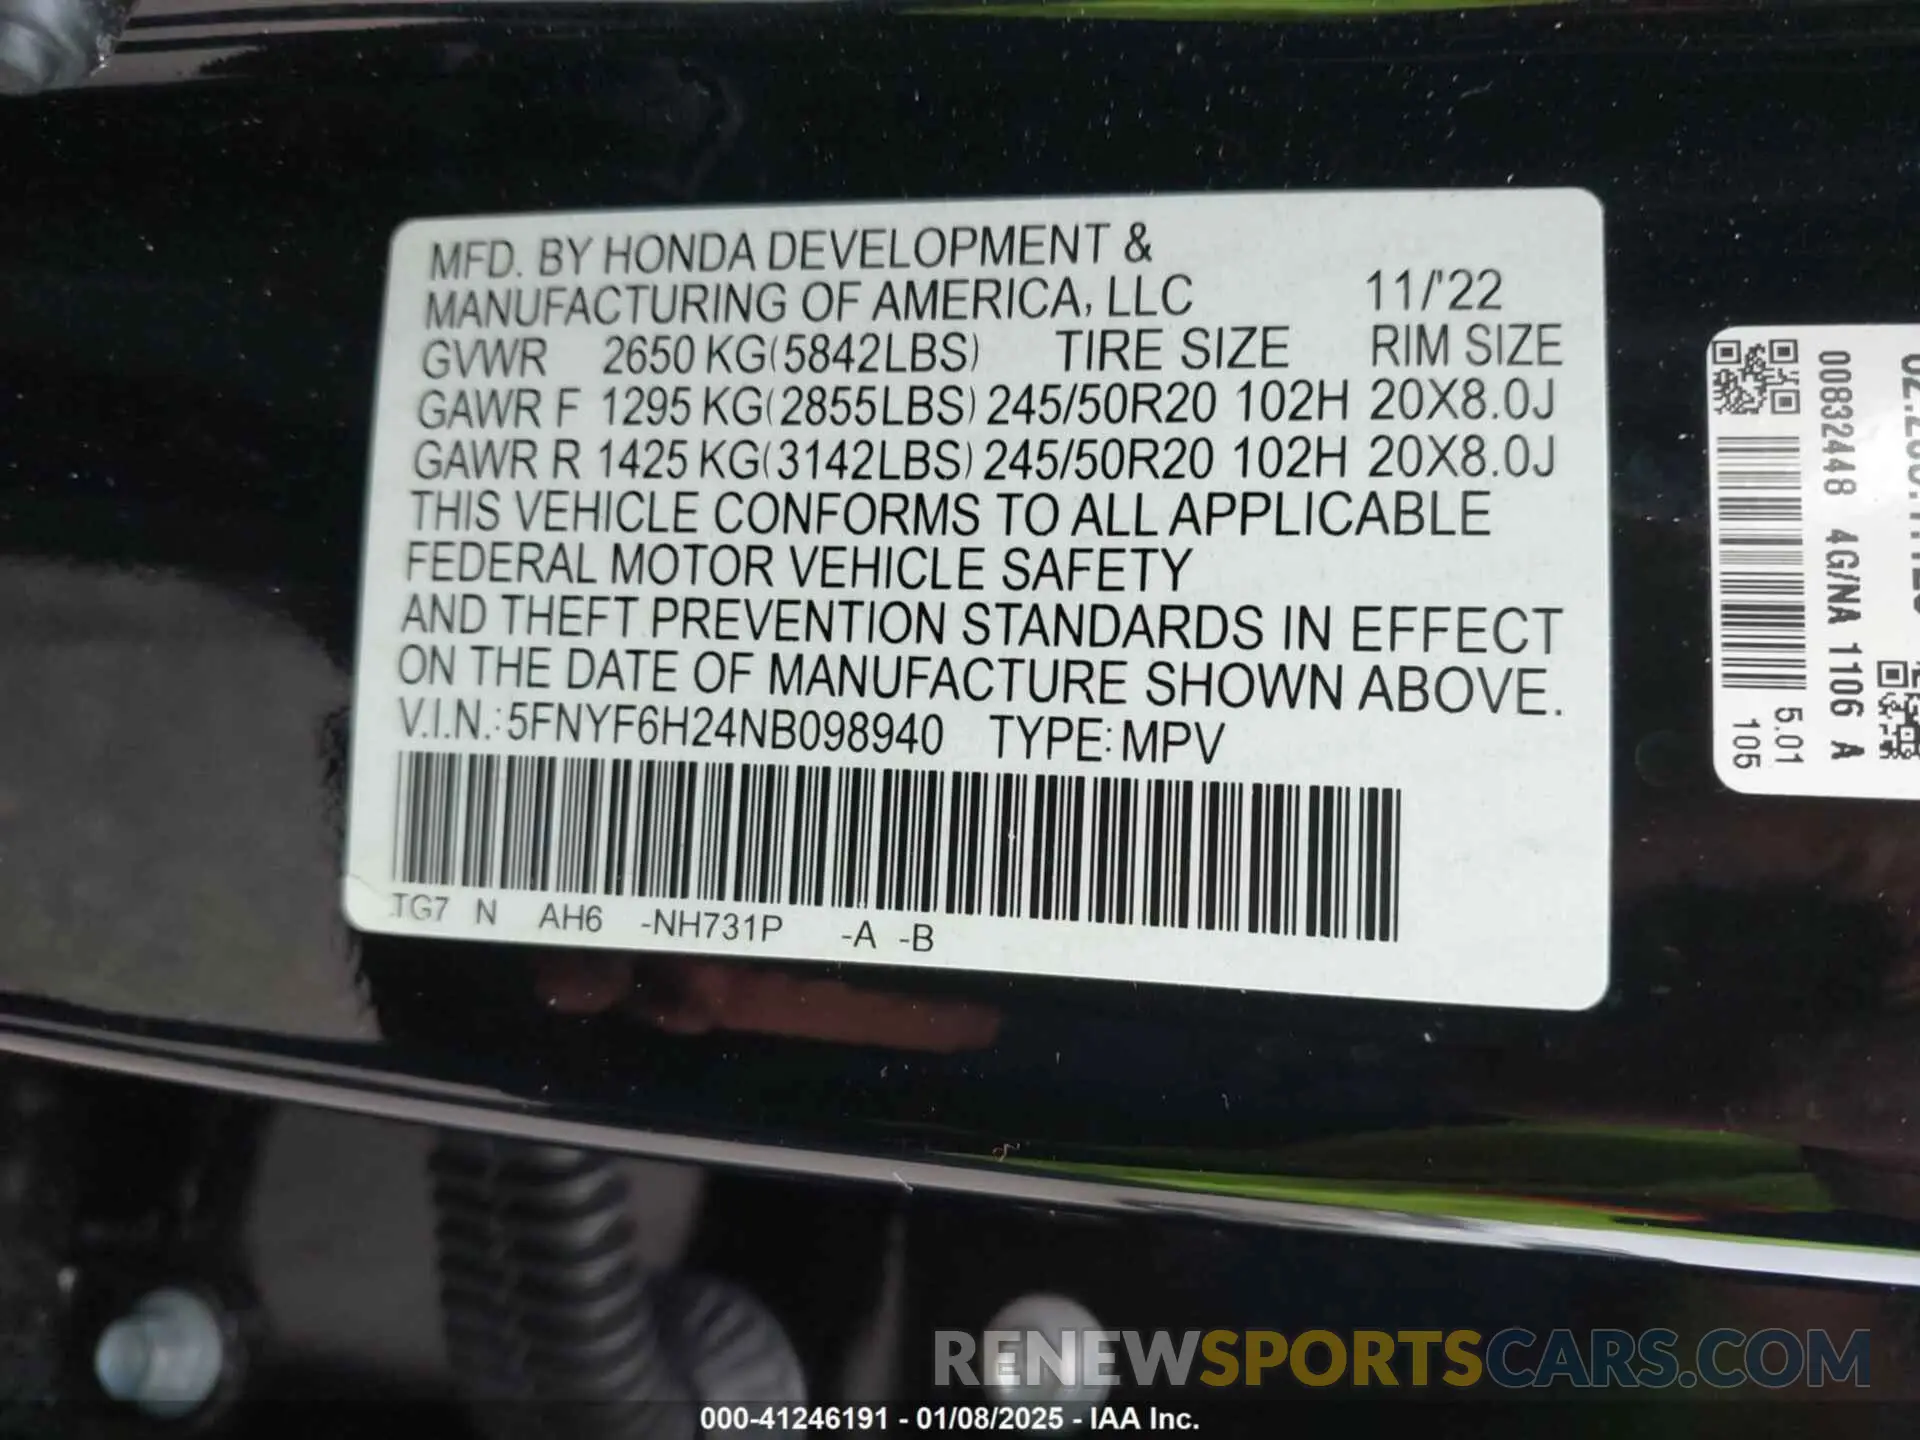 MFD. BY HONDA DEVELOPMENT &
MANUFACTURING OF AMERICA, LLC 11/'22
GVWR 2650 KG(5842LBS) TIRE SIZE RIM SIZE
GAWR F 1295 KG(2855LBS) 245/50R20 102H 20X8.0J
GAWR R 1425 KG(3142LBS) 245/50R20 102H 20X8.0J
THIS VEHICLE CONFORMS TO ALL APPLICABLE
FEDERAL MOTOR VEHICLE SAFETY
AND THEFT PREVENTION STANDARDS IN EFFECT
ON THE DATE OF MANUFACTURE SHOWN ABOVE.
V.I.N.: 5FNYF6H24NB098940 TYPE: MPV
TG7 N AH6 -NH731P -A -B
00832448 4G/NA 1106 A
5.01
105
RENEWSPORTSCARS.COM
000-41246191 - 01/08/2025 - IAA Inc.